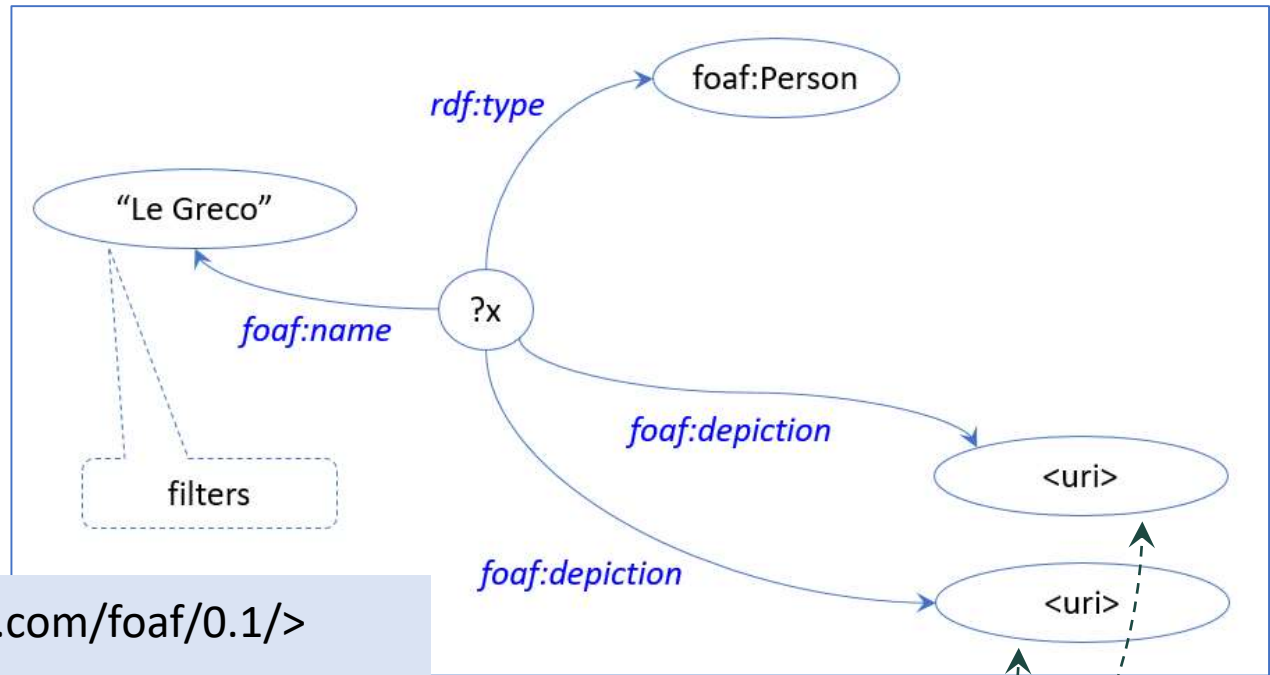 foaf:Person
rdf:type
“Le Greco”
?x
foaf:name
foaf:depiction
<uri>
filters
foaf:depiction
<uri>
.com/foaf/0.1/>